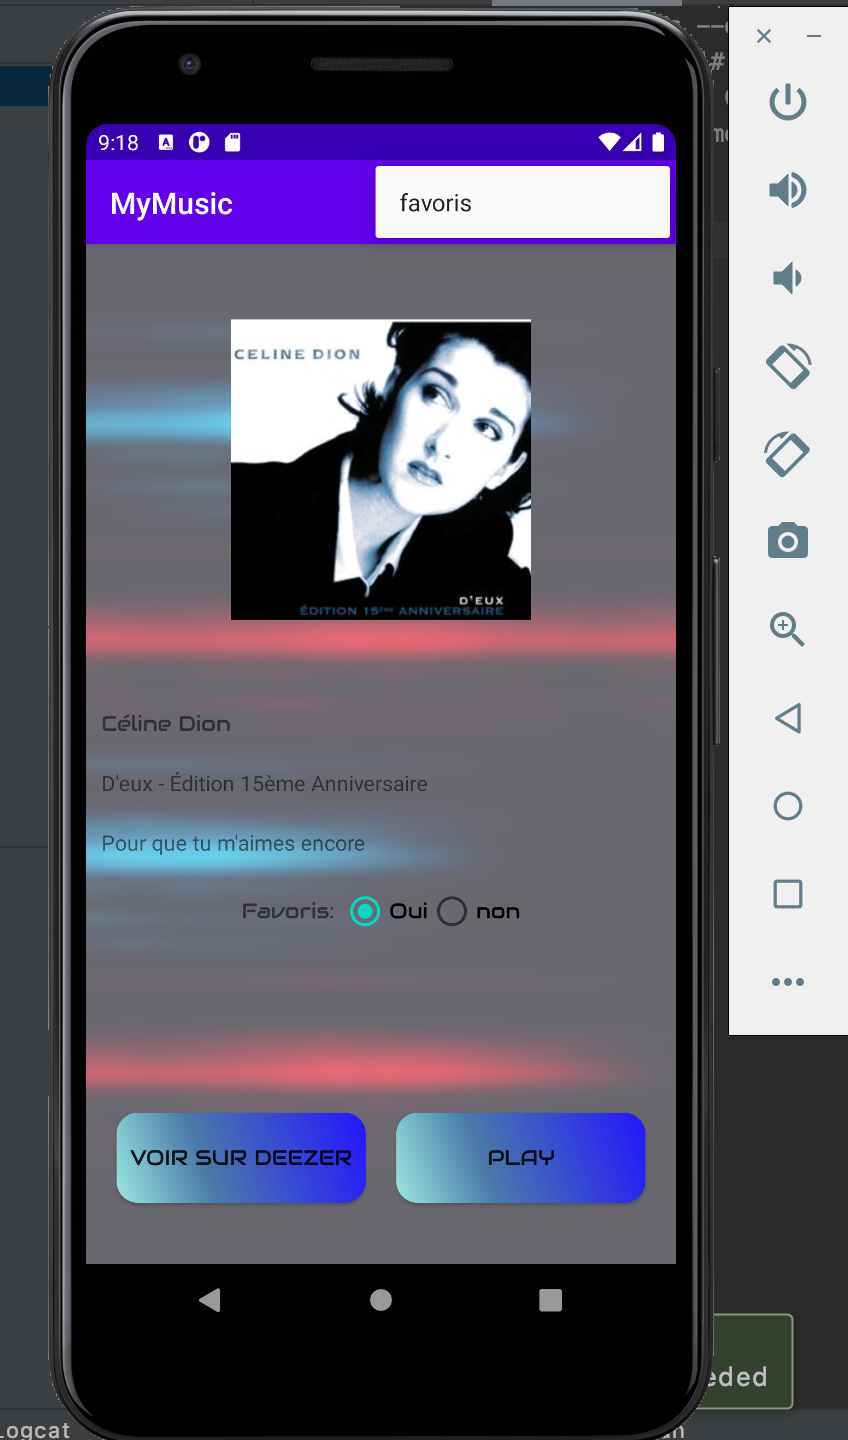 9:18
MyMusic
favoris
CELINE DION
D'EUX
ÉDITION 15ÈME ANNIVERSAIRE
Céline Dion
D'eux - Édition 15ème Anniversaire
Pour que tu m'aimes encore
Favoris: Oui non
VOIR SUR DEEZER
PLAY
Logcat